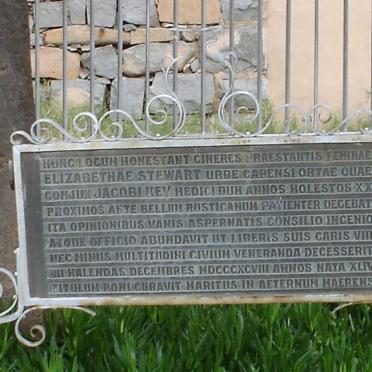 HUNC LOCUM HONESTANT CINERES PRAESTANTIS FEMINAE
ELIZABETHAE STEWART URBE CAPENSI ORTAE QUAE
CONJUX JACOBI KEY MEDICI DUM ANNOS MOLESTOS XX
PROXIMOS ANTE BELLUM RUSTICANUM PATIENTER DEGEBAT
ITA OPINIONIBUS VANIS ASPERNATIS CONSILIO INGENIO
ATQUE OFFICIO ABUNDAVIT UT LIBERIS SUIS CARIS VIII
NEC MINUS MULTITUDINI CIVIUM VENERANDA DECESSERIT
KALENDAS DECEMBRES MDCCCXCVIII ANNOS NATA XLI
TITULUM PONI CURAVIT MARITUS IN AETERNUM MAERENS